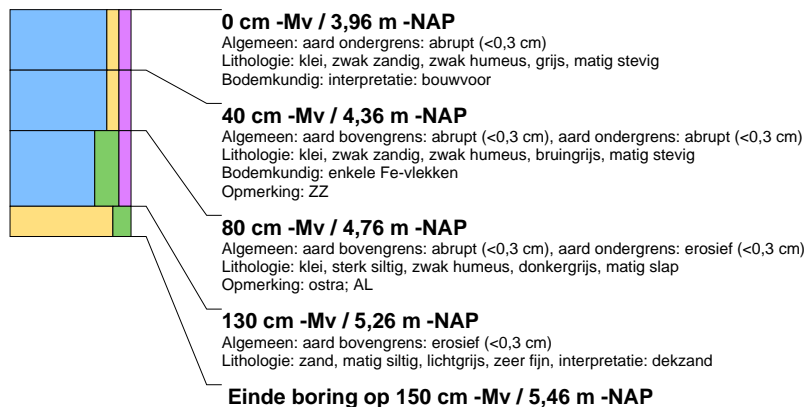 0 cm -Mv / 3,96 m -NAP
Algemeen: aard ondergrens: abrupt (<0,3 cm)
Lithologie: klei, zwak zandig, zwak humeus, grijs, matig stevig
Bodemkundig: interpretatie: bouwvoor
40 cm -Mv / 4,36 m -NAP
Algemeen: aard bovengrens: abrupt (<0,3 cm), aard ondergrens: abrupt (<0,3 cm)
Lithologie: klei, zwak zandig, zwak humeus, bruingrijs, matig stevig
Bodemkundig: enkele Fe-vlekken
Opmerking: ZZ
80 cm -Mv / 4,76 m -NAP
Algemeen: aard bovengrens: abrupt (<0,3 cm), aard ondergrens: erosief (<0,3 cm)
Lithologie: klei, sterk siltig, zwak humeus, donkergrijs, matig slap
Opmerking: ostra; AL
130 cm -Mv / 5,26 m -NAP
Algemeen: aard bovengrens: erosief (<0,3 cm)
Lithologie: zand, matig siltig, lichtgrijs, zeer fijn, interpretatie: dekzand
Einde boring op 150 cm -Mv / 5,46 m -NAP